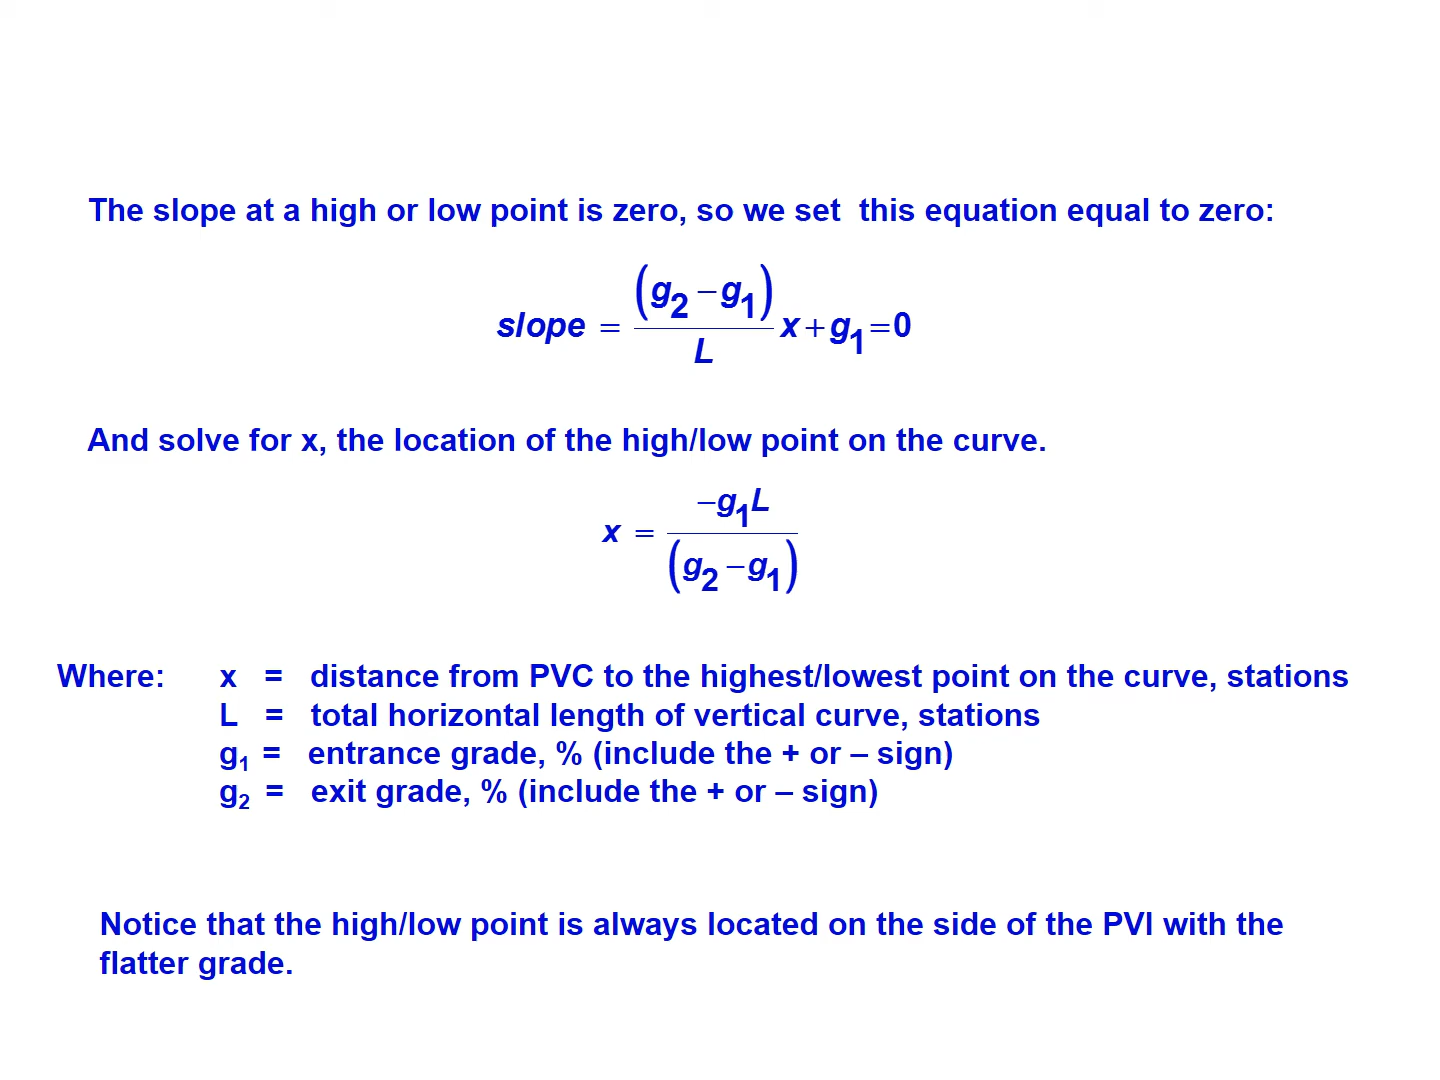 The slope at a high or low point is zero, so we set  this equation equal to zero:
slope = (g₂ − g₁)/L x + g₁ = 0
And solve for x, the location of the high/low point on the curve.
x = −g₁L/(g₂ − g₁)
Where: x = distance from PVC to the highest/lowest point on the curve, stations
L = total horizontal length of vertical curve, stations
g₁ = entrance grade, % (include the + or – sign)
g₂ = exit grade, % (include the + or – sign)
Notice that the high/low point is always located on the side of the PVI with the
flatter grade.